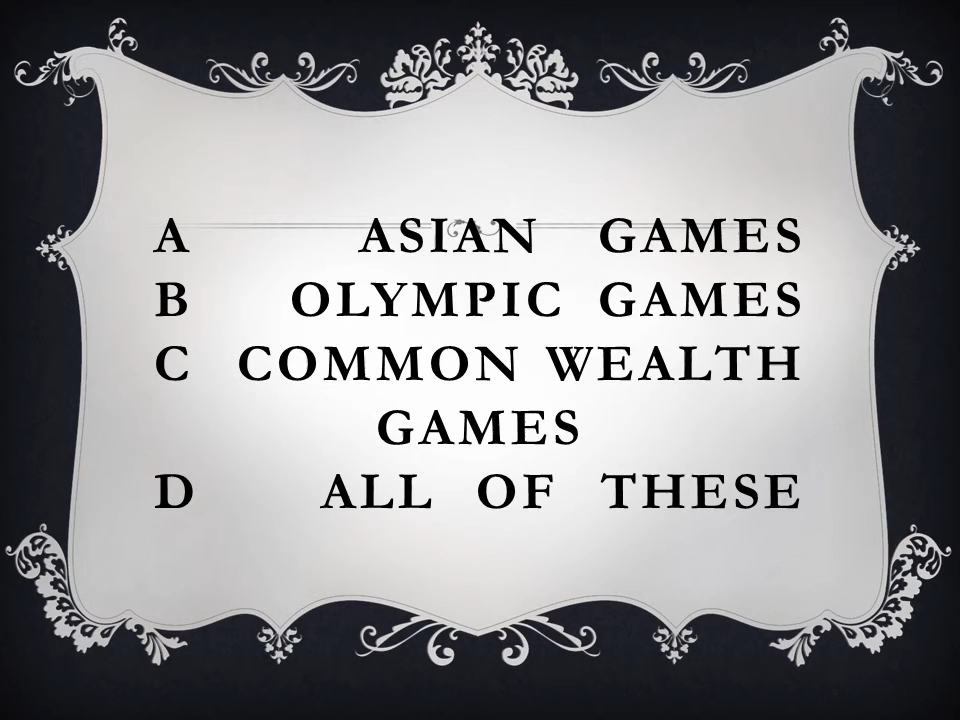 A ASIAN GAMES
B OLYMPIC GAMES
C COMMON WEALTH
GAMES
D ALL OF THESE